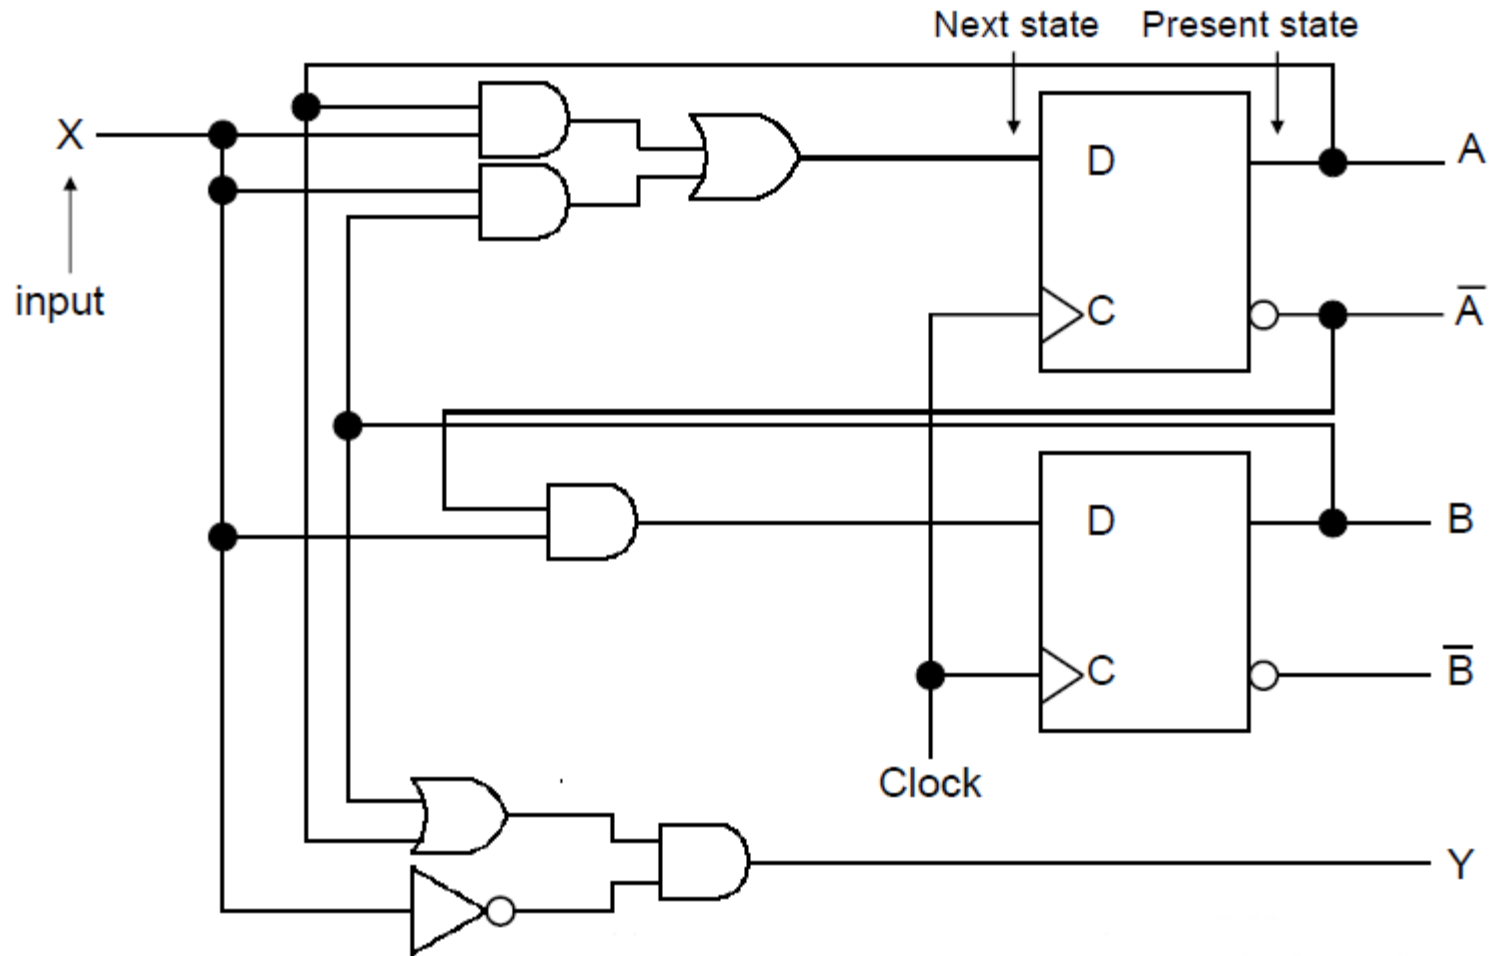 Next state
Present state
X
input
D
A
C
A̅
D
B
C
B̅
Clock
Y